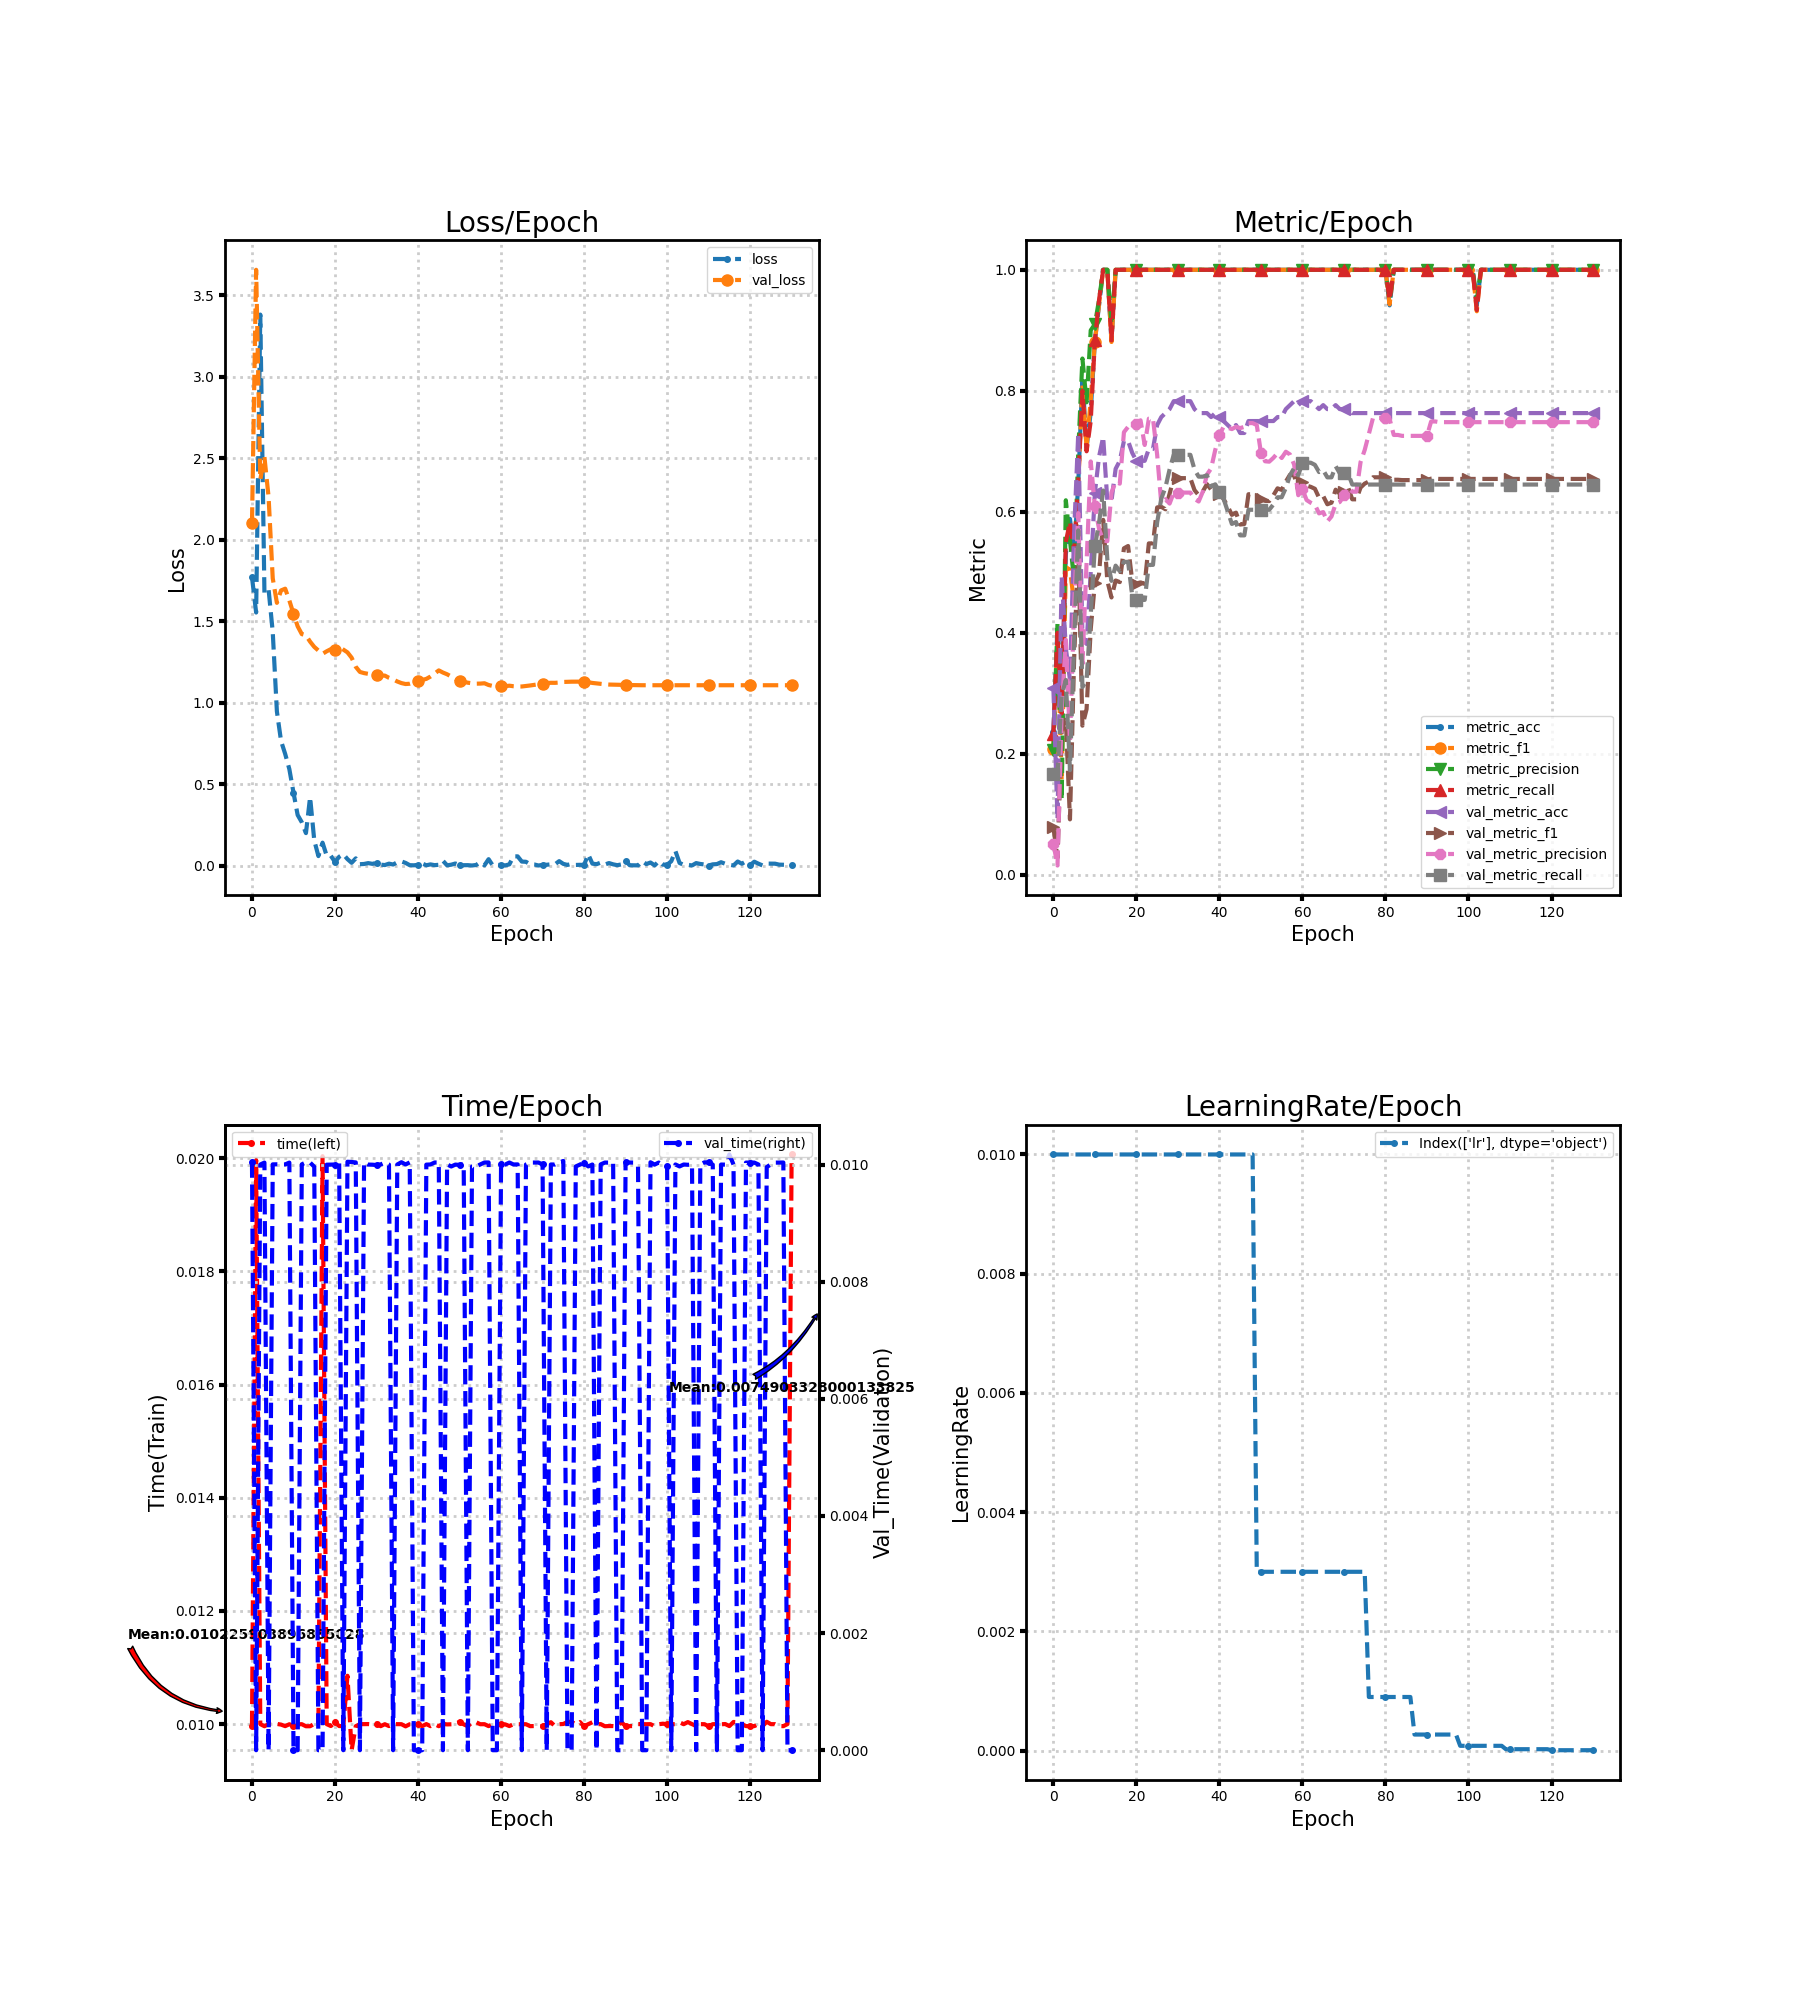 Loss/Epoch
loss
val_loss
3.5
3.0
2.5
2.0
1.5
1.0
0.5
0.0
Loss
0 20 40 60 80 100 120
Epoch
Metric/Epoch
1.0
0.8
0.6
0.4
0.2
0.0
Metric
metric_acc
metric_f1
metric_precision
metric_recall
val_metric_acc
val_metric_f1
val_metric_precision
val_metric_recall
0 20 40 60 80 100 120
Epoch
Time/Epoch
time(left)
val_time(right)
0.020
0.018
0.016
0.014
0.012
0.010
Time(Train)
0.010
0.008
0.006
0.004
0.002
0.000
Val_Time(Validation)
0 20 40 60 80 100 120
Epoch
LearningRate/Epoch
Index(['lr'], dtype='object')
0.010
0.008
0.006
0.004
0.002
0.000
LearningRate
0 20 40 60 80 100 120
Epoch